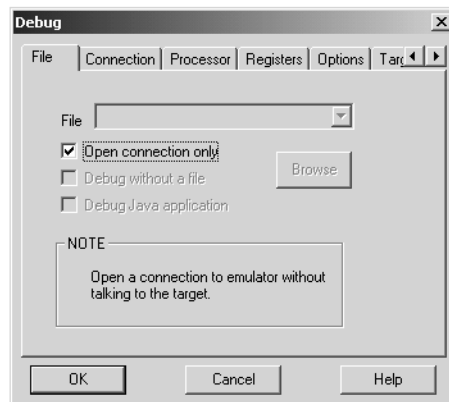 Debug
File Connection Processor Registers Options
File
Open connection only
Debug without a file
Browse
Debug Java application
NOTE
Open a connection to emulator without
talking to the target.
OK Cancel Help